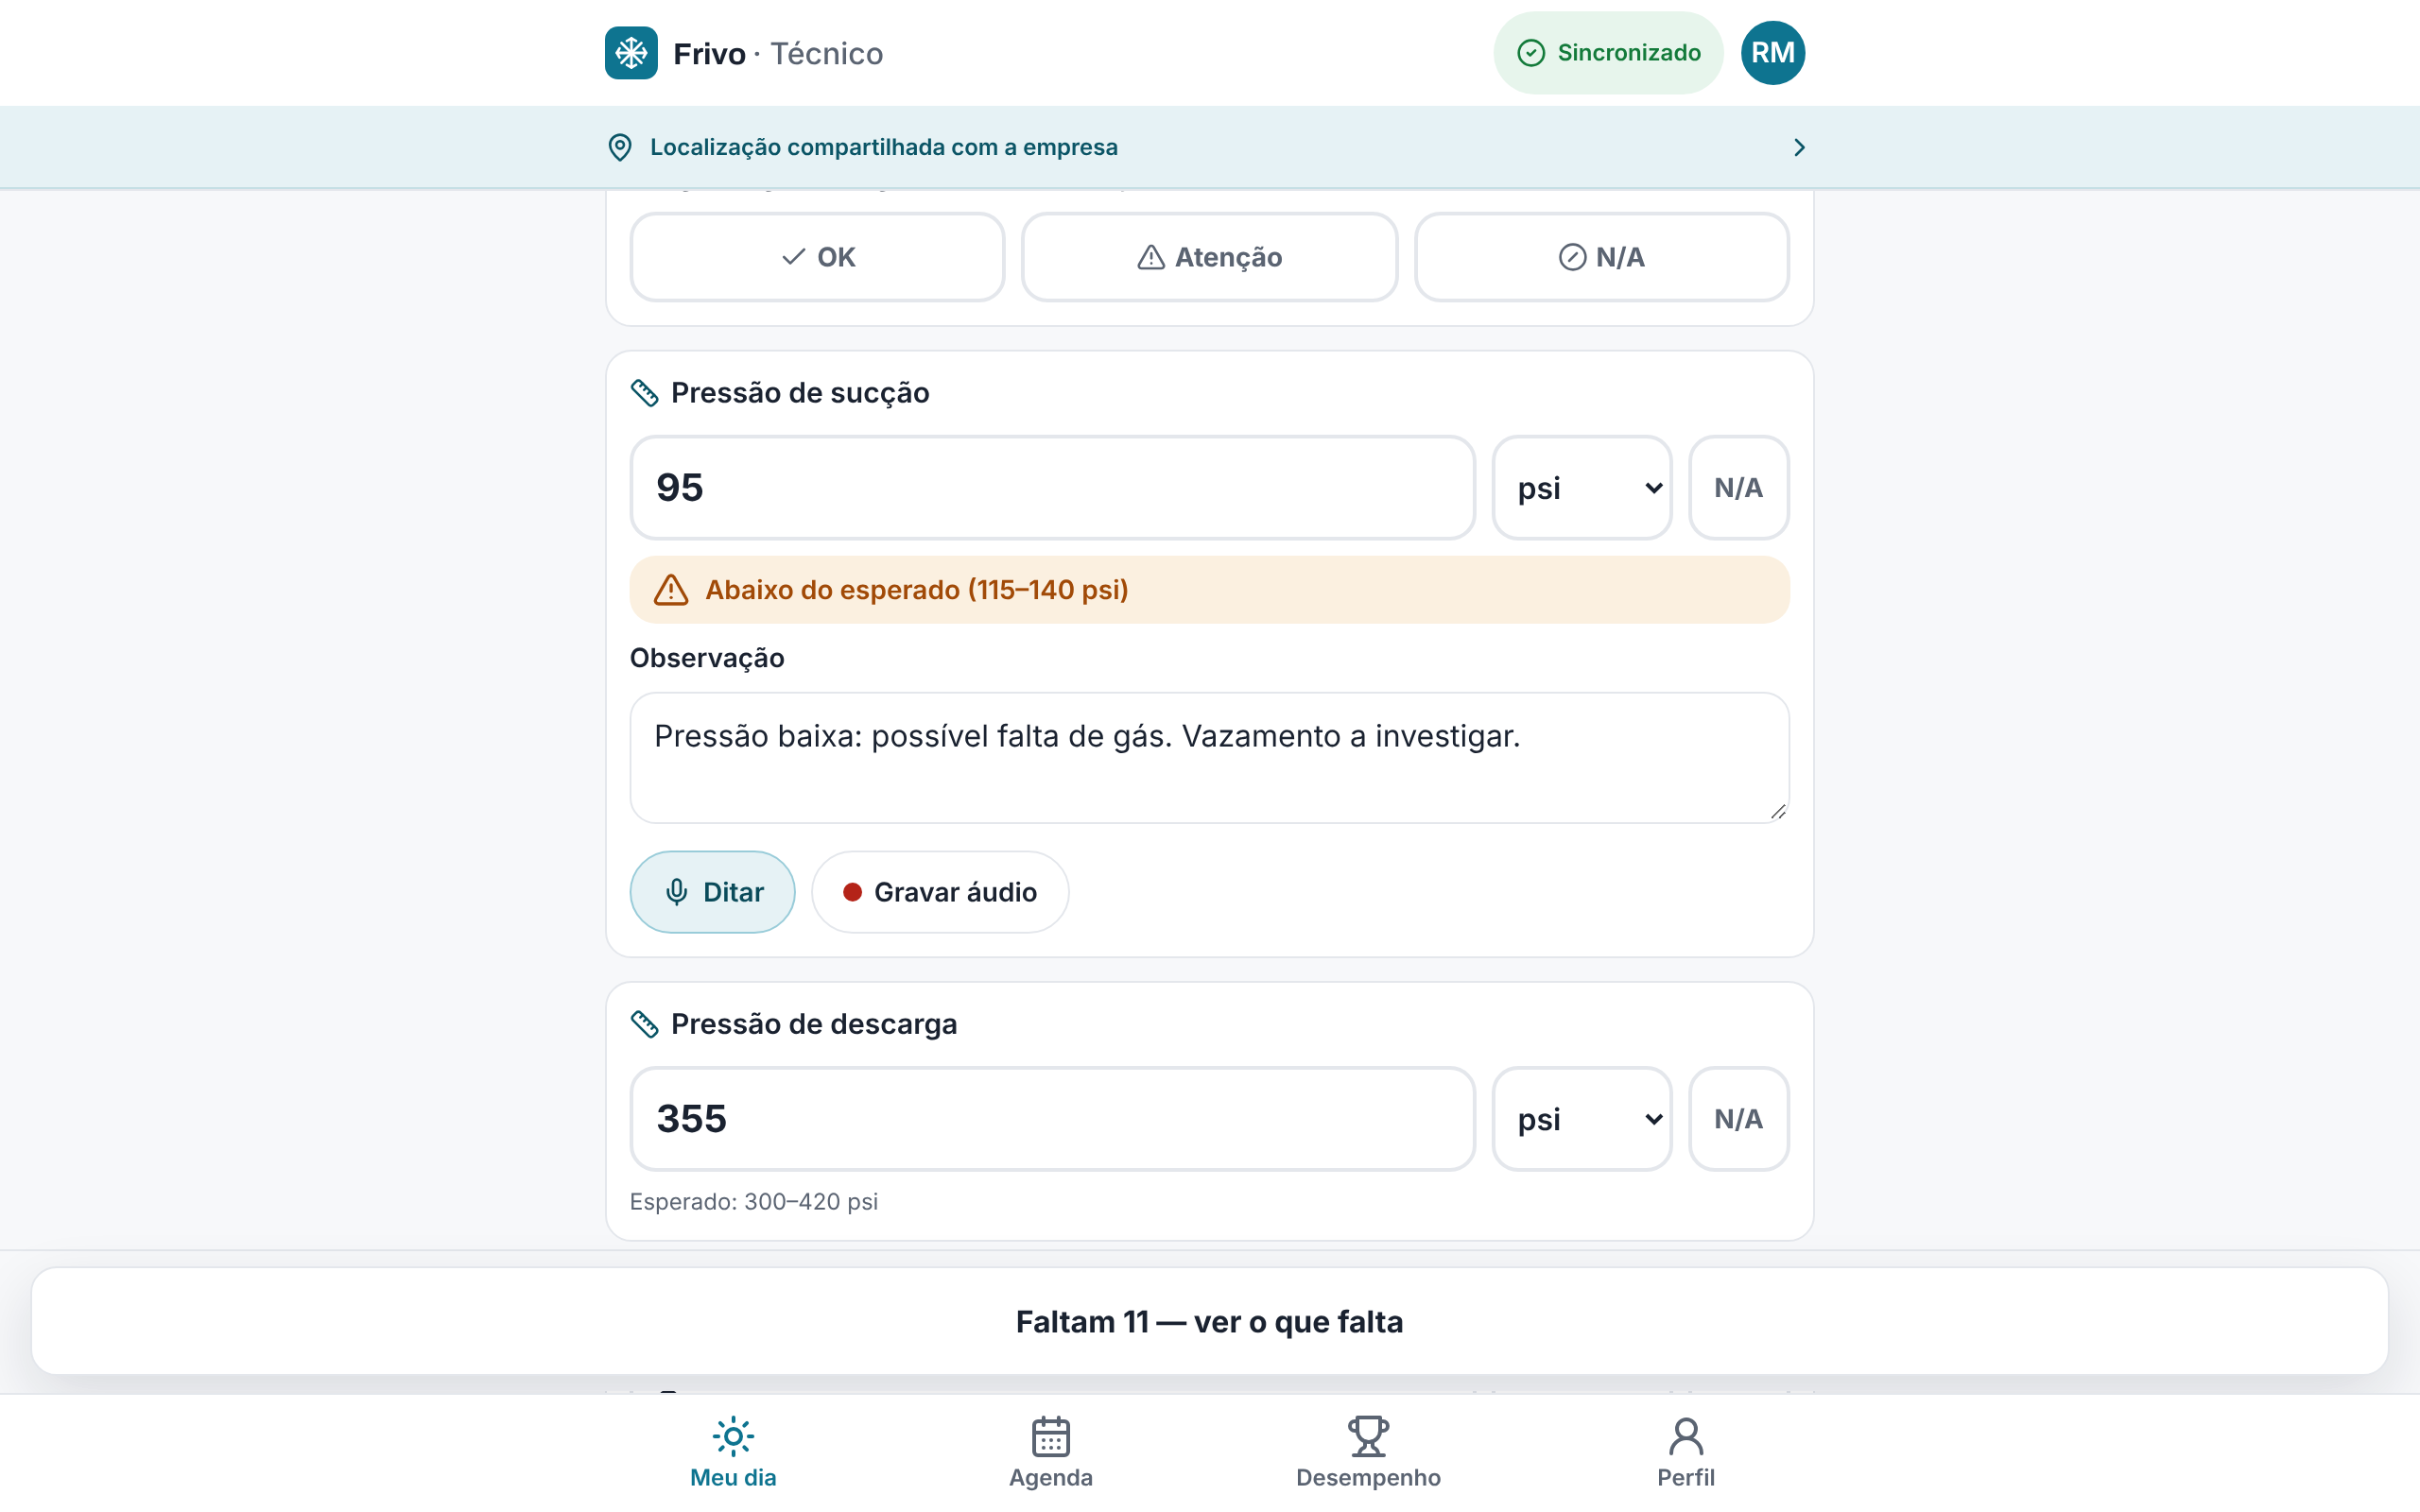 Frivo · Técnico
Sincronizado
RM
Localização compartilhada com a empresa
OK
Atenção
N/A
Pressão de sucção
95
psi
N/A
Abaixo do esperado (115–140 psi)
Observação
Pressão baixa: possível falta de gás. Vazamento a investigar.
Ditar
Gravar áudio
Pressão de descarga
355
psi
N/A
Esperado: 300–420 psi
Faltam 11 — ver o que falta
Meu dia
Agenda
Desempenho
Perfil